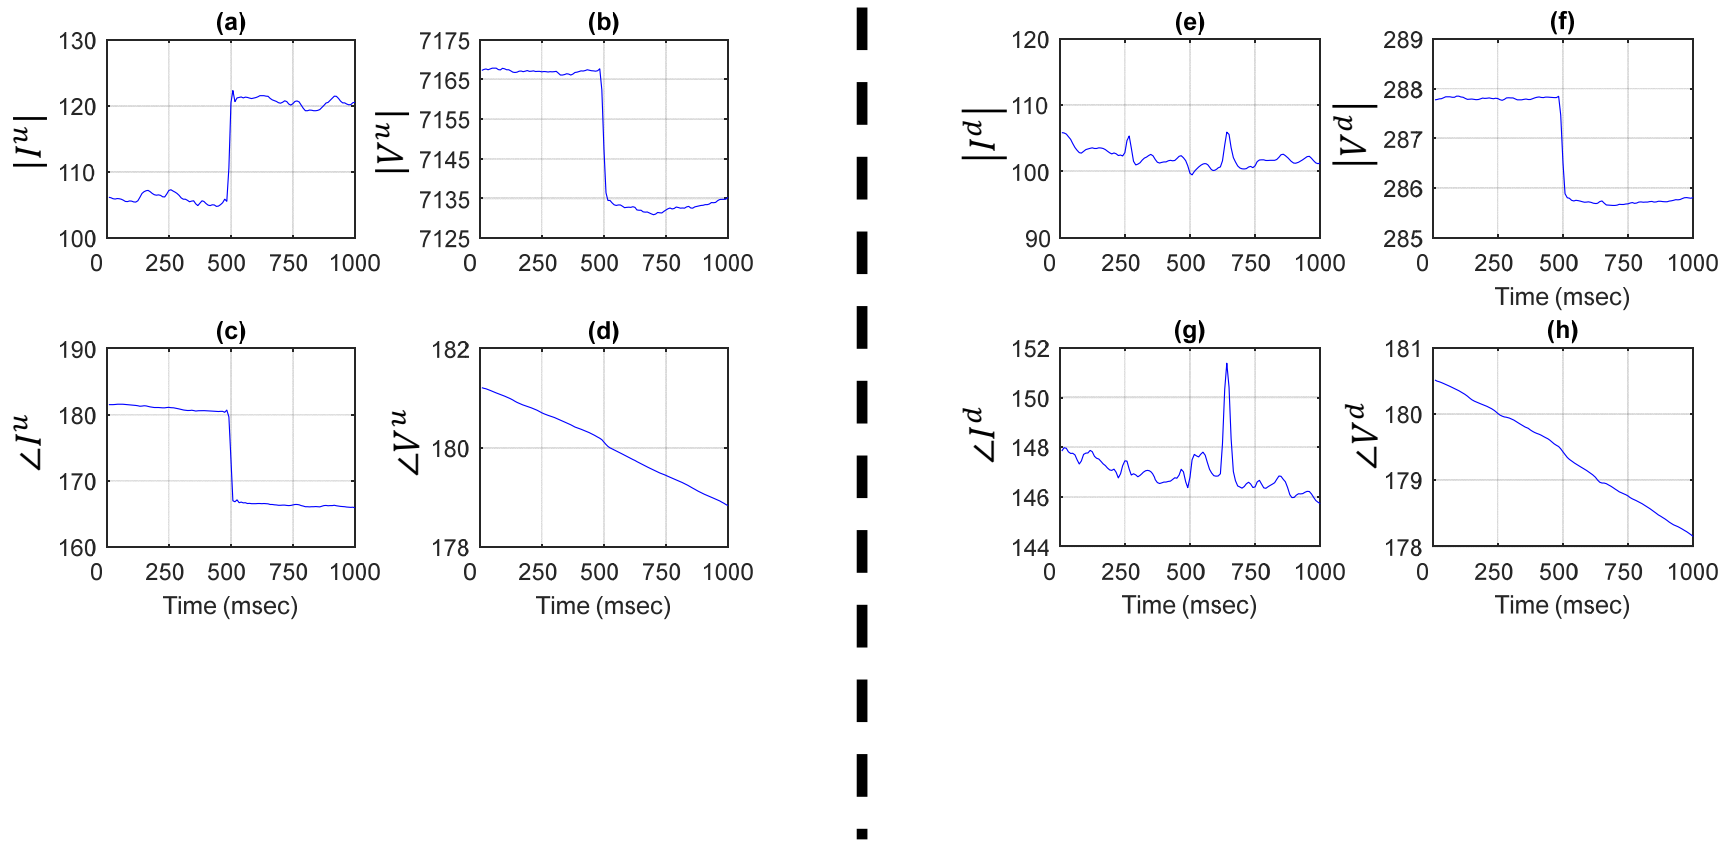 (a)
|I^u|
130
120
110
100
0 250 500 750 1000
(b)
|V^u|
7175
7165
7155
7145
7135
7125
0 250 500 750 1000
(c)
∠I^u
190
180
170
160
0 250 500 750 1000
Time (msec)
(d)
∠V^u
182
180
178
0 250 500 750 1000
Time (msec)
(e)
|I^d|
120
110
100
90
0 250 500 750 1000
(f)
|V^d|
289
288
287
286
285
0 250 500 750 1000
Time (msec)
(g)
∠I^d
152
150
148
146
144
0 250 500 750 1000
Time (msec)
(h)
∠V^d
181
180
179
178
0 250 500 750 1000
Time (msec)